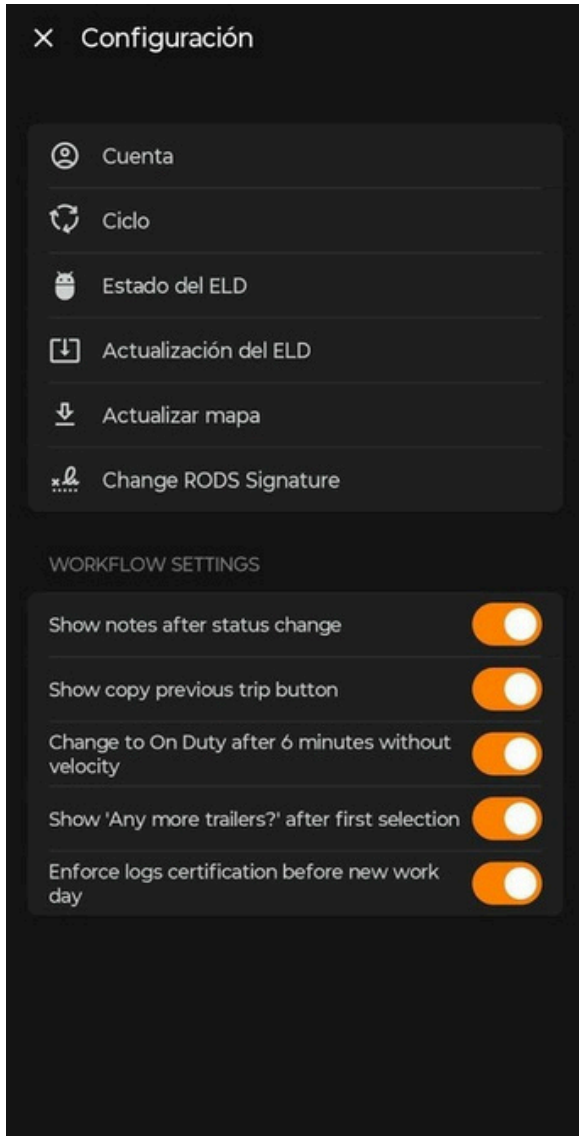 Configuración
Cuenta
Ciclo
Estado del ELD
Actualización del ELD
Actualizar mapa
Change RODS Signature
WORKFLOW SETTINGS
Show notes after status change
Show copy previous trip button
Change to On Duty after 6 minutes without
velocity
Show 'Any more trailers?' after first selection
Enforce logs certification before new work
day